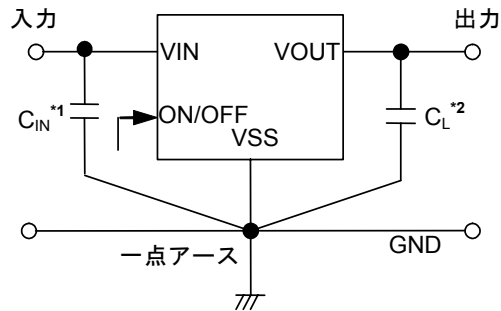 入力
出力
VIN
VOUT
C_IN*1
ON/OFF
VSS
C_L*2
一点アース
GND